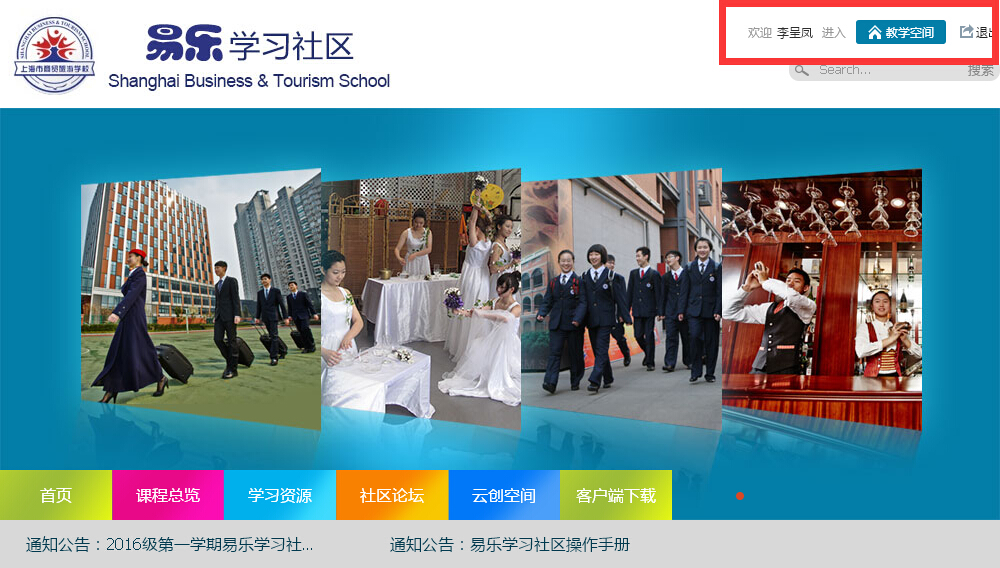 SHANGHAI BUSINESS & TOURISM SCHOOL
上海市商贸旅游学校
易乐学习社区
Shanghai Business & Tourism School
欢迎 李呈凤 进入 教学空间 退出
Search... 搜索
首页 课程总览 学习资源 社区论坛 云创空间 客户端下载
通知公告：2016级第一学期易乐学习社... 通知公告：易乐学习社区操作手册